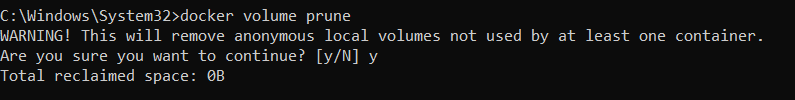 C:\Windows\System32>docker volume prune
WARNING! This will remove anonymous local volumes not used by at least one container.
Are you sure you want to continue? [y/N] y
Total reclaimed space: 0B